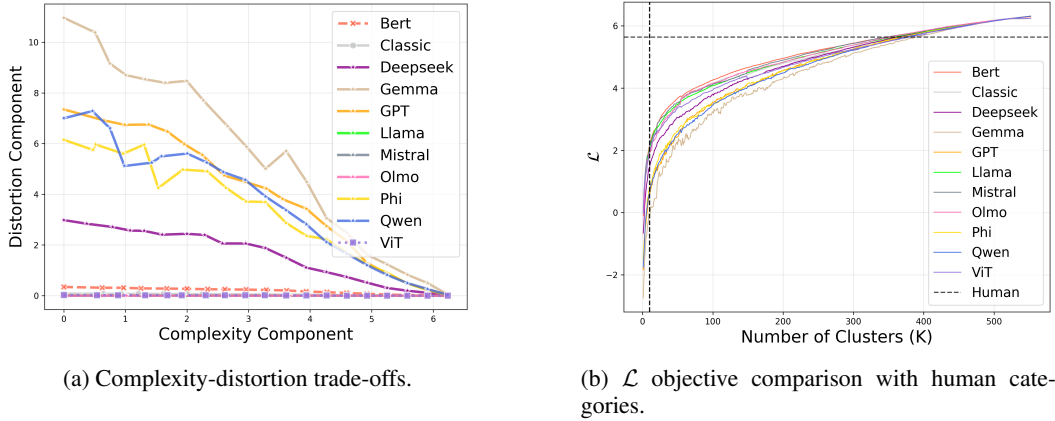 10
8
6
4
2
0
Distortion Component
0
1
2
3
4
5
6
Complexity Component
Bert
Classic
Deepseek
Gemma
GPT
Llama
Mistral
Olmo
Phi
Qwen
ViT
(a) Complexity-distortion trade-offs.
6
4
2
0
−2
ℒ
0
100
200
300
400
500
Number of Clusters (K)
Bert
Classic
Deepseek
Gemma
GPT
Llama
Mistral
Olmo
Phi
Qwen
ViT
Human
(b) ℒ objective comparison with human cate-
gories.